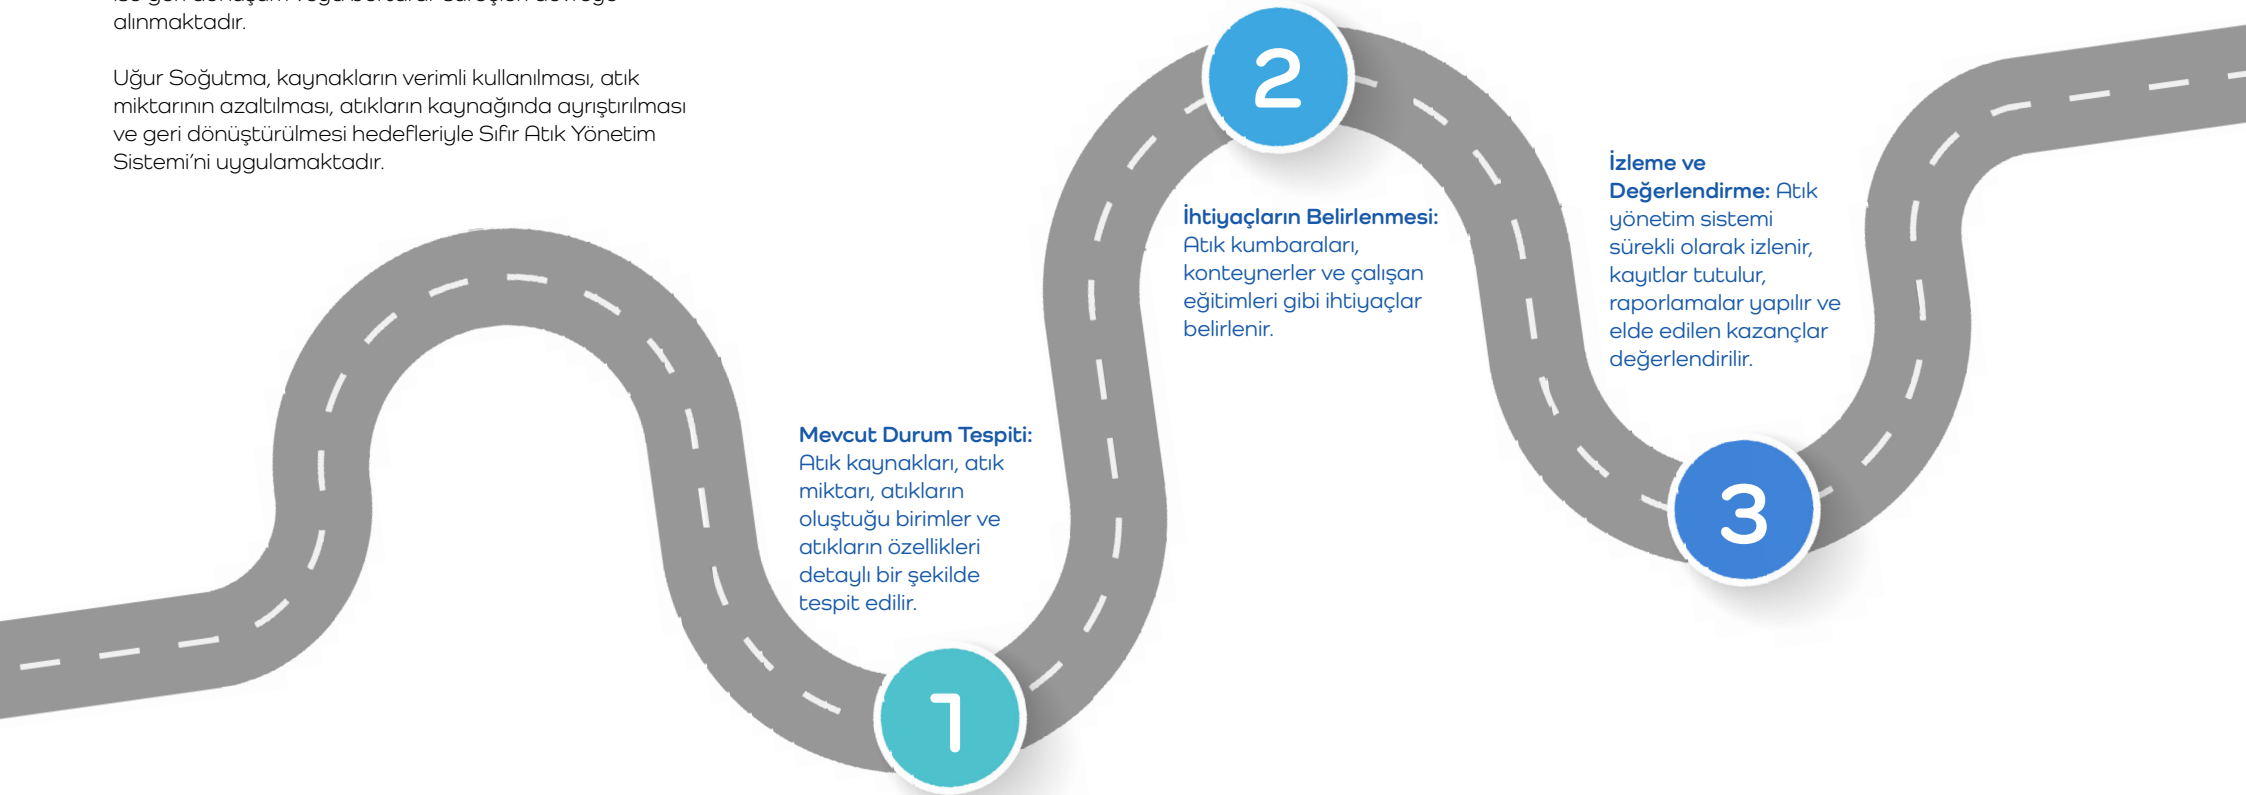 alınmaktadır.
Uğur Soğutma, kaynakların verimli kullanılması, atık
miktarının azaltılması, atıkların kaynağında ayrıştırılması
ve geri dönüştürülmesi hedefleriyle Sıfır Atık Yönetim
Sistemi’ni uygulamaktadır.
1
Mevcut Durum Tespiti:
Atık kaynakları, atık
miktarı, atıkların
oluştuğu birimler ve
atıkların özellikleri
detaylı bir şekilde
tespit edilir.
2
İhtiyaçların Belirlenmesi:
Atık kumbaraları,
konteynerler ve çalışan
eğitimleri gibi ihtiyaçlar
belirlenir.
3
İzleme ve
Değerlendirme: Atık
yönetim sistemi
sürekli olarak izlenir,
kayıtlar tutulur,
raporlamalar yapılır ve
elde edilen kazançlar
değerlendirilir.